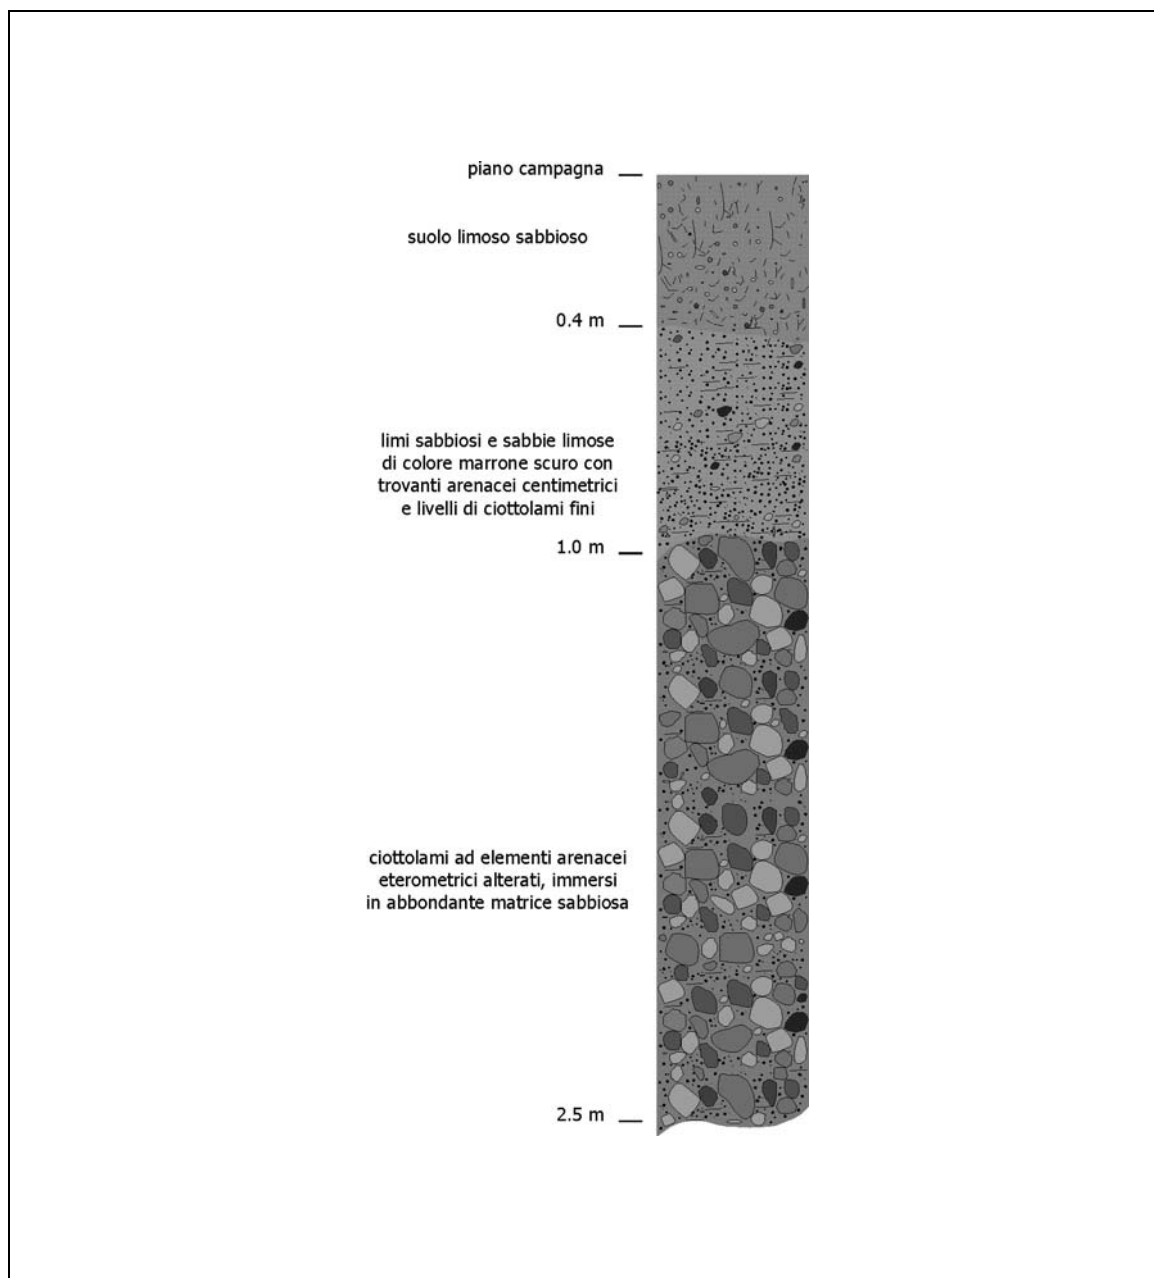 piano campagna
suolo limoso sabbioso
0.4 m
limi sabbiosi e sabbie limose
di colore marrone scuro con
trovanti arenacei centimetrici
e livelli di ciottolami fini
1.0 m
ciottolami ad elementi arenacei
eterometrici alterati, immersi
in abbondante matrice sabbiosa
2.5 m